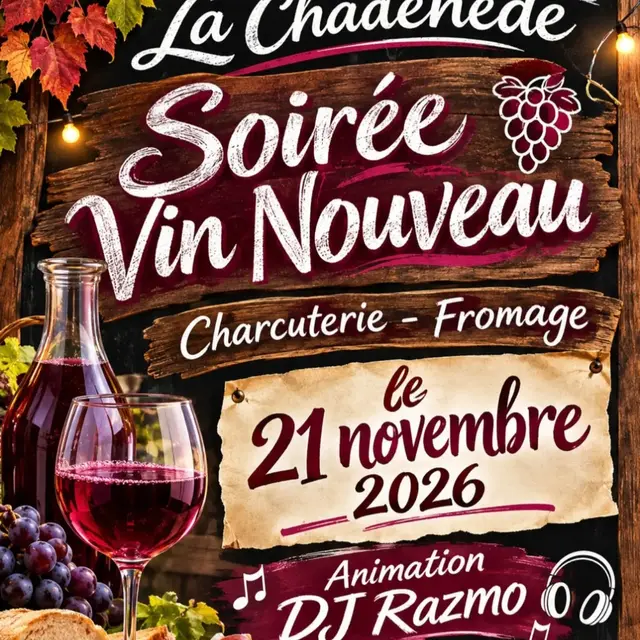 La Chadenède
Soirée
Vin Nouveau
Charcuterie - Fromage
le
21 novembre
2026
Animation
DJ Razmo